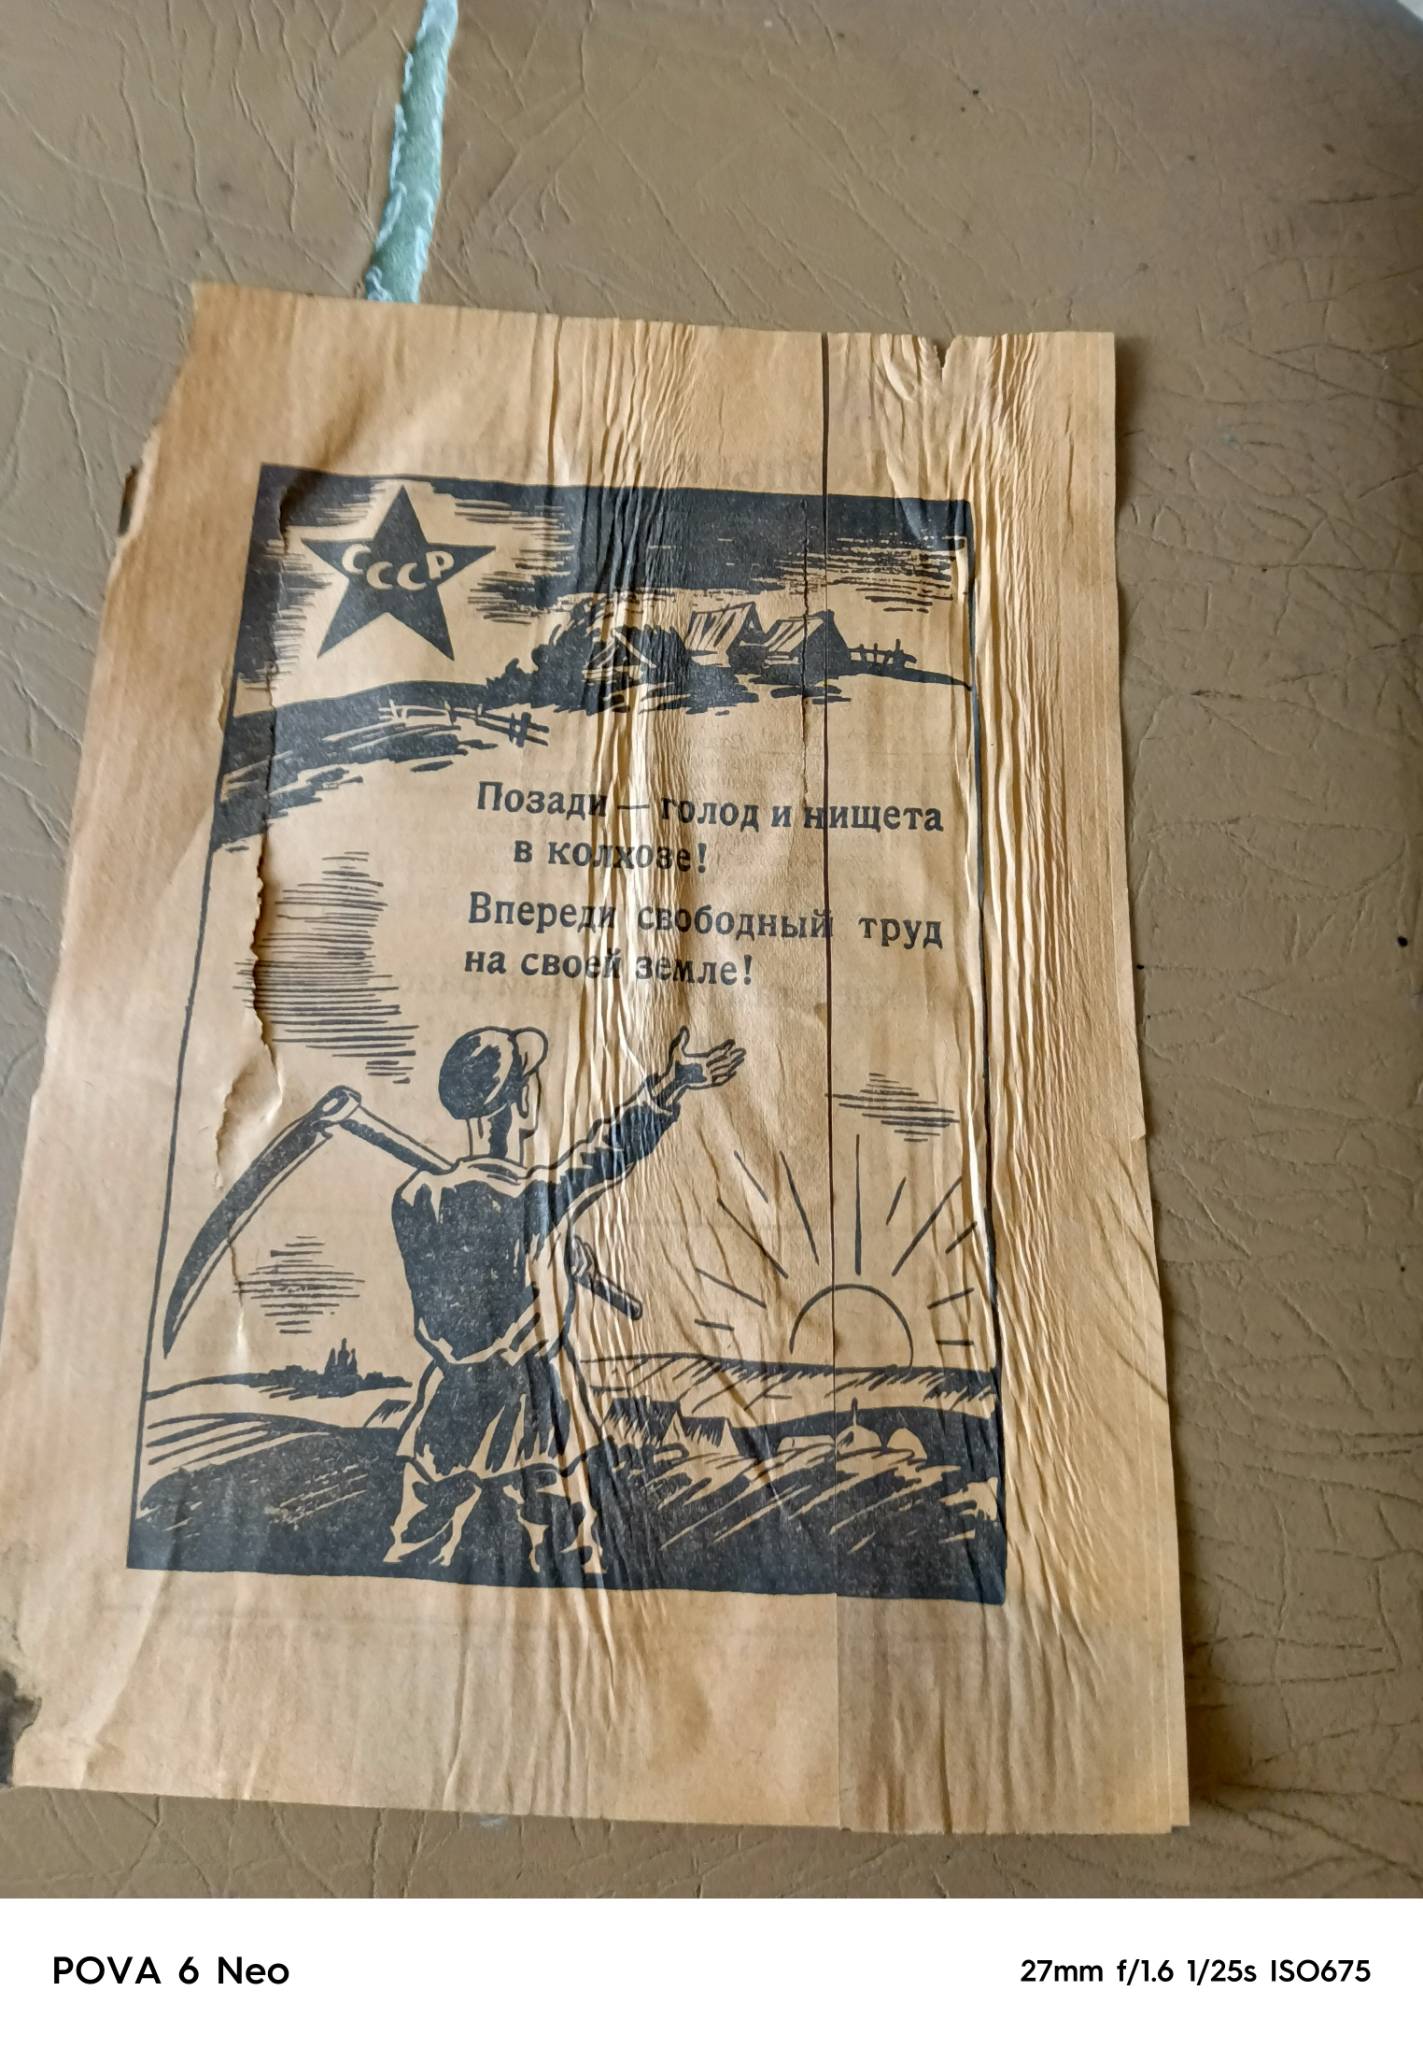 СССР
Позади — голод и нищета
в колхозе!
Впереди свободный труд
на своей земле!
POVA 6 Neo
27mm f/1.6 1/25s ISO675